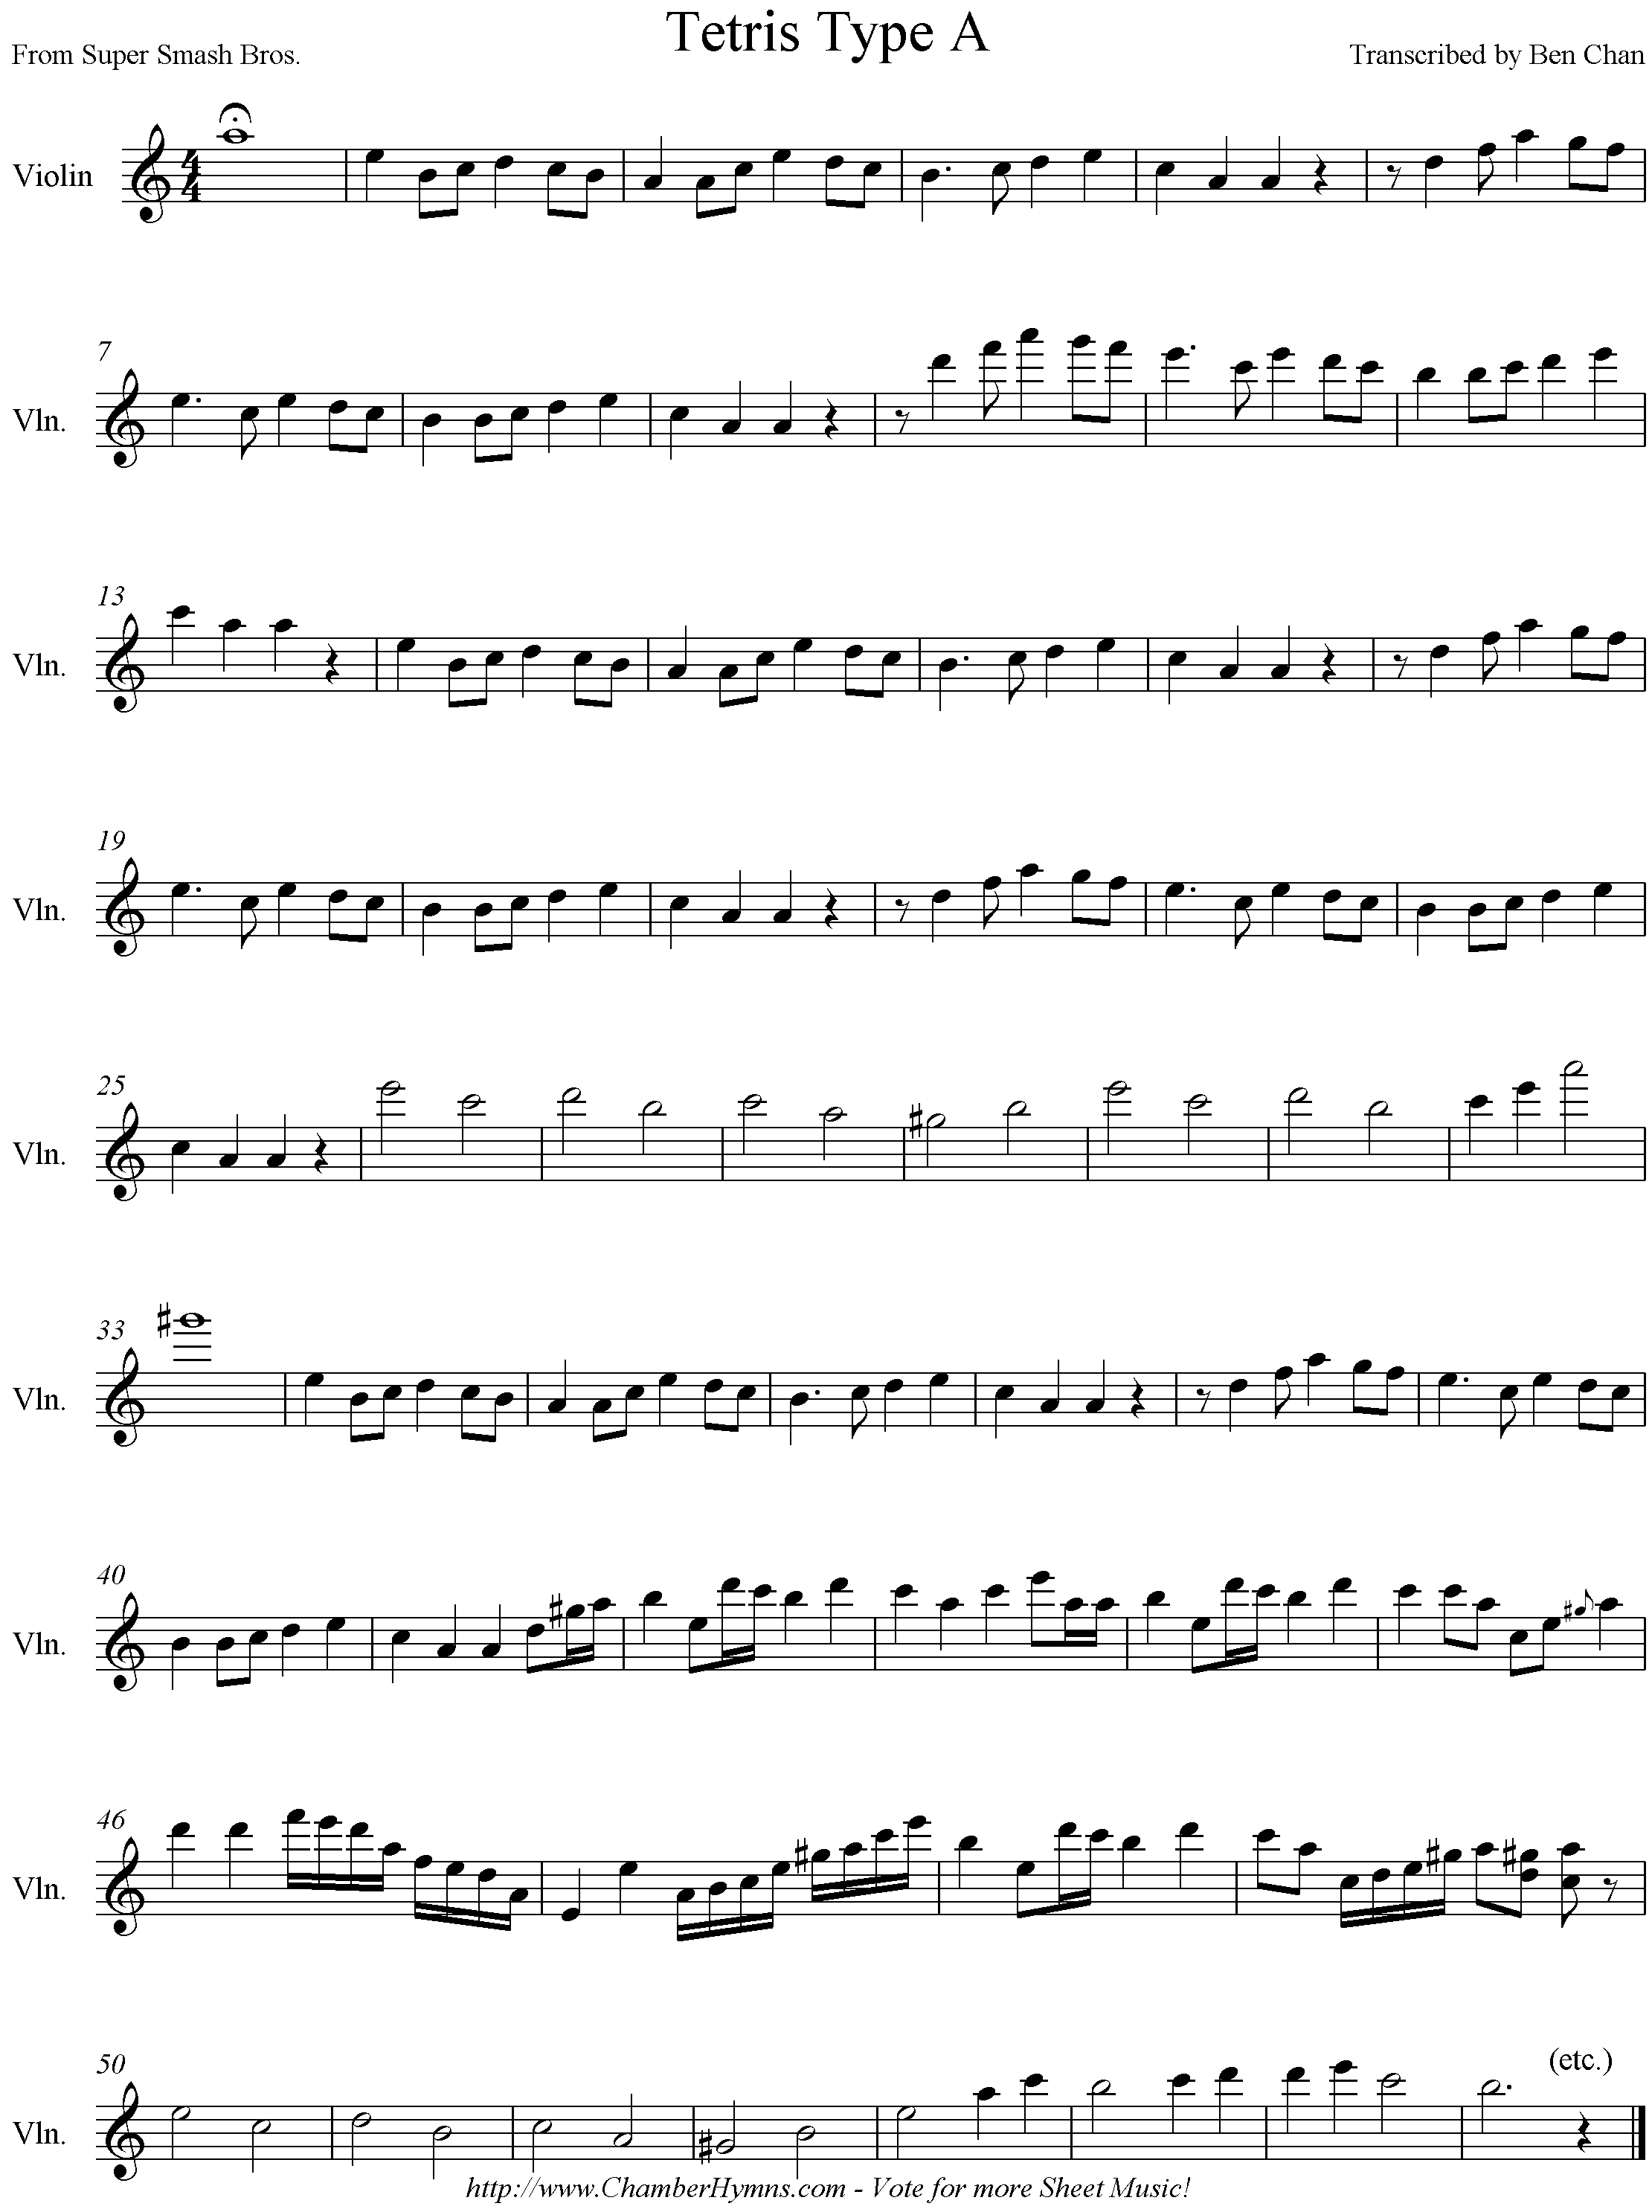 Tetris Type A
From Super Smash Bros.
Transcribed by Ben Chan
Violin
4
4
7
Vln.
13
Vln.
19
Vln.
25
Vln.
33
Vln.
40
Vln.
46
Vln.
50
(etc.)
Vln.
http://www.ChamberHymns.com - Vote for more Sheet Music!